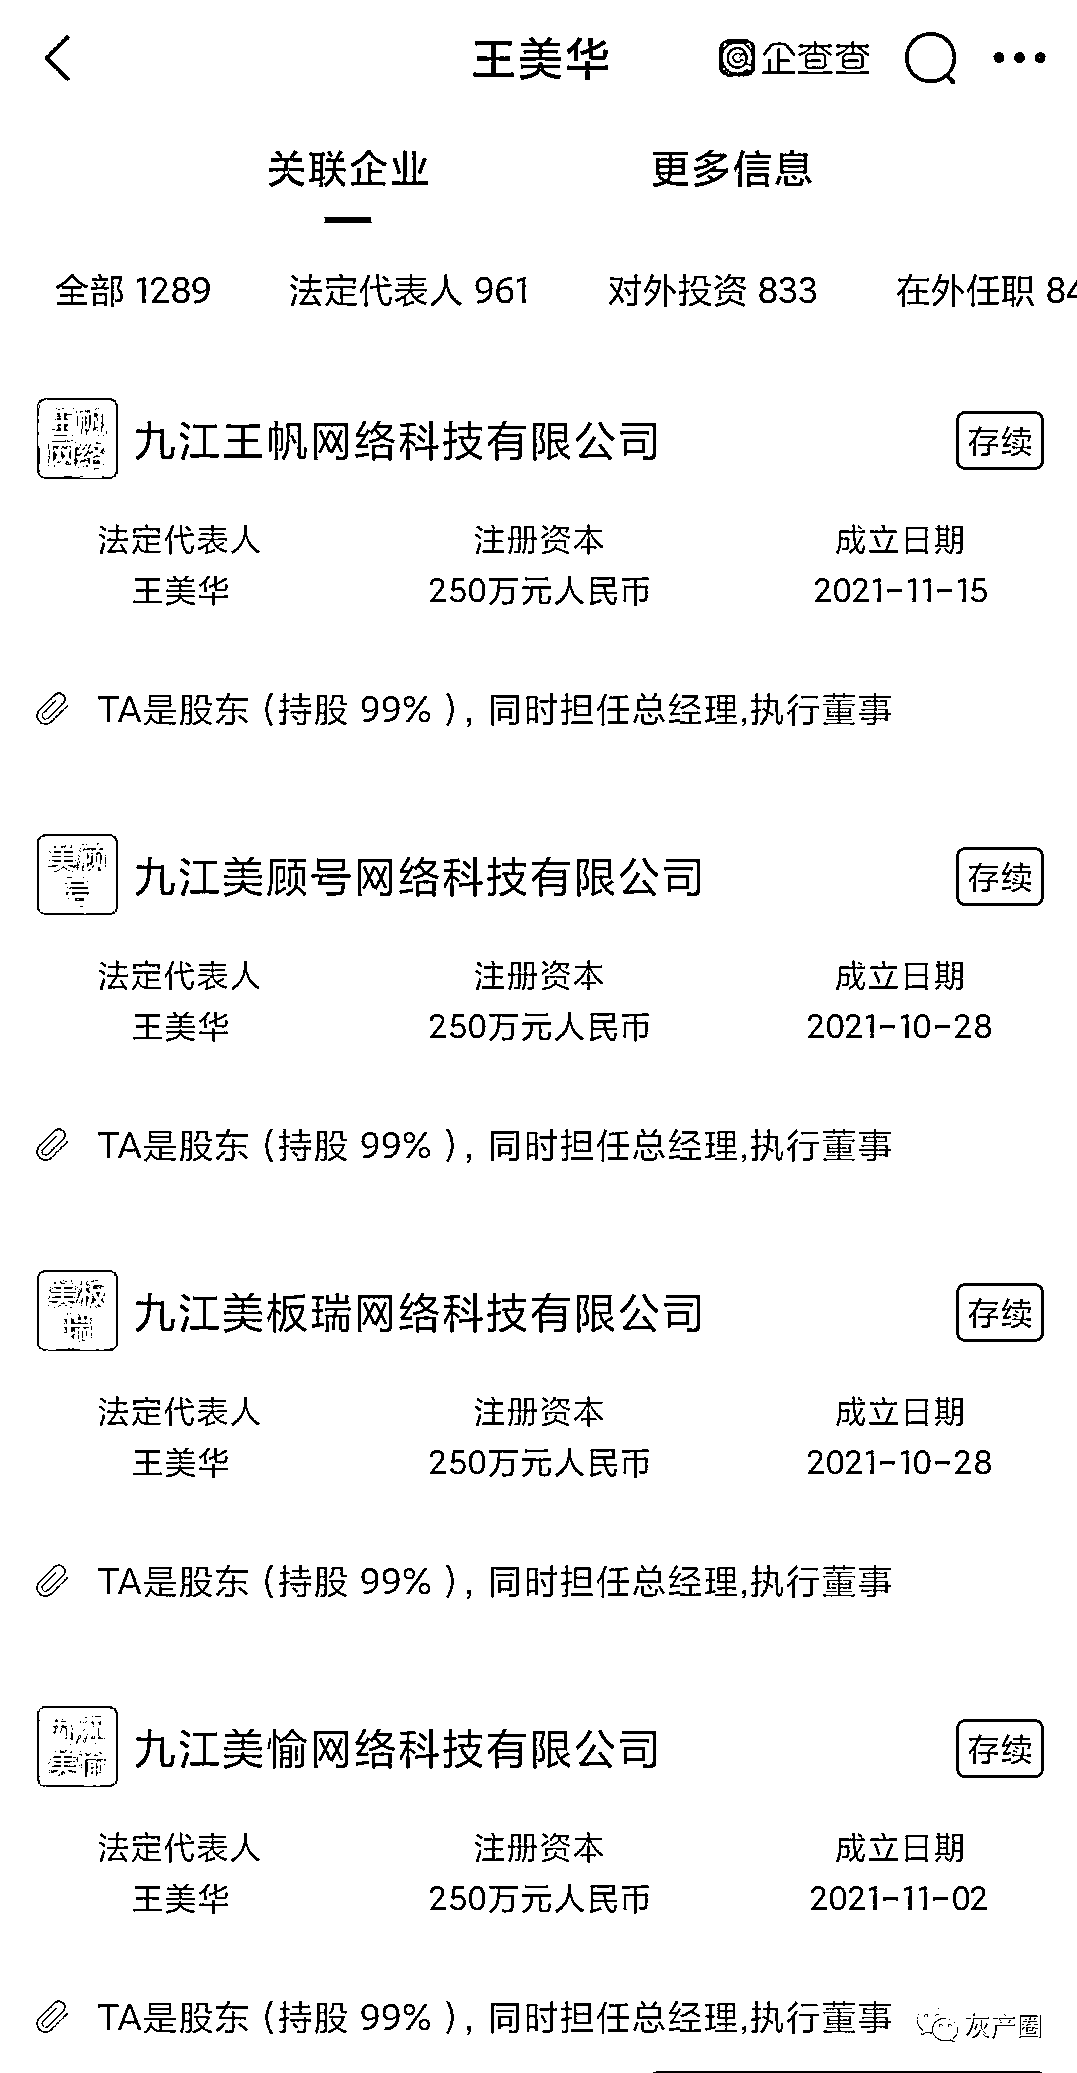 王美华 企查查
关联企业 更多信息
全部 1289 法定代表人 961 对外投资 833 在外任职 84
王帆
网络
九江王帆网络科技有限公司 存续
法定代表人 注册资本 成立日期
王美华 250万元人民币 2021-11-15
TA是股东 (持股 99% ) , 同时担任总经理,执行董事
美顾
号
九江美顾号网络科技有限公司 存续
法定代表人 注册资本 成立日期
王美华 250万元人民币 2021-10-28
TA是股东 (持股 99% ) , 同时担任总经理,执行董事
美板
瑞
九江美板瑞网络科技有限公司 存续
法定代表人 注册资本 成立日期
王美华 250万元人民币 2021-10-28
TA是股东 (持股 99% ) , 同时担任总经理,执行董事
九江
美愉
九江美愉网络科技有限公司 存续
法定代表人 注册资本 成立日期
王美华 250万元人民币 2021-11-02
TA是股东 (持股 99% ) , 同时担任总经理,执行董事
灰产圈